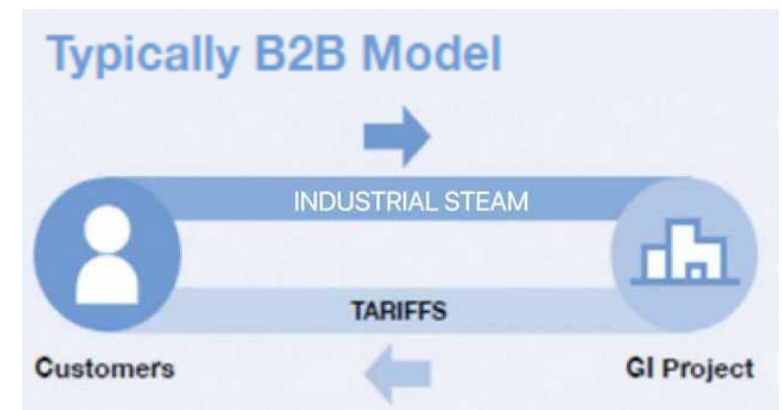 Typically B2B Model
INDUSTRIAL STEAM
TARIFFS
Customers
GI Project